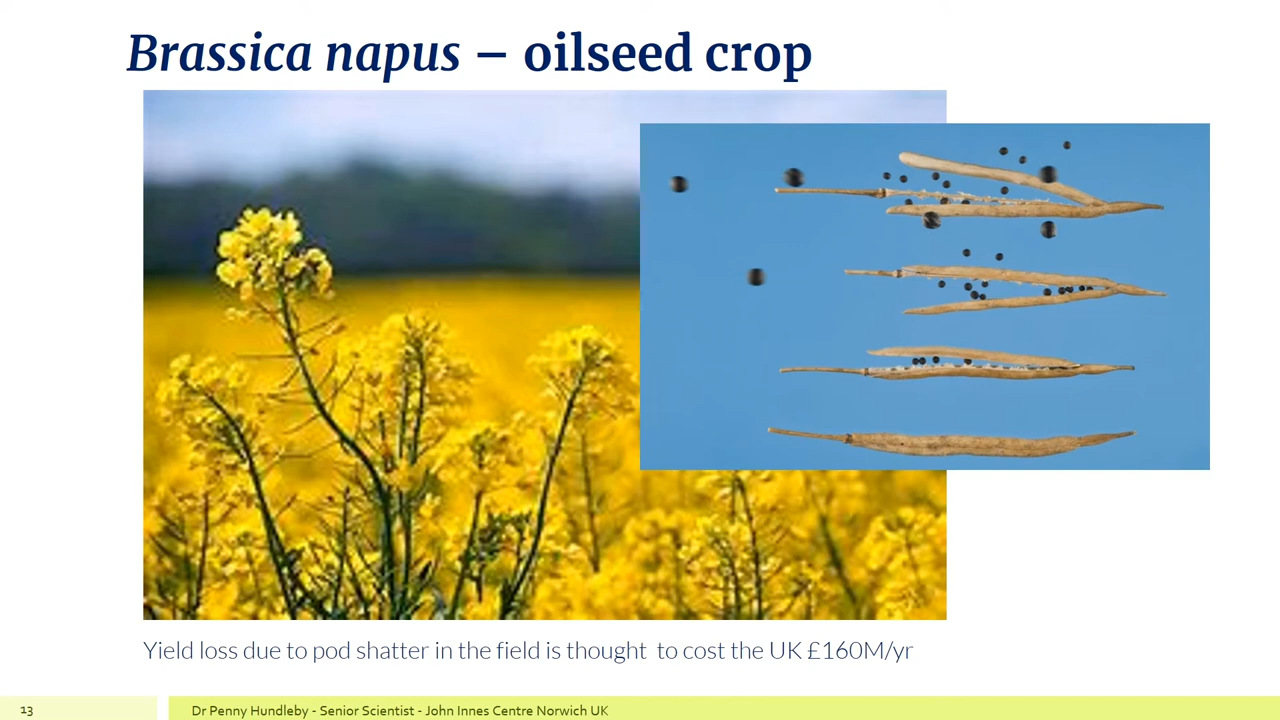 Brassica napus – oilseed crop
Yield loss due to pod shatter in the field is thought  to cost the UK £160M/yr
13
Dr Penny Hundleby - Senior Scientist - John Innes Centre Norwich UK